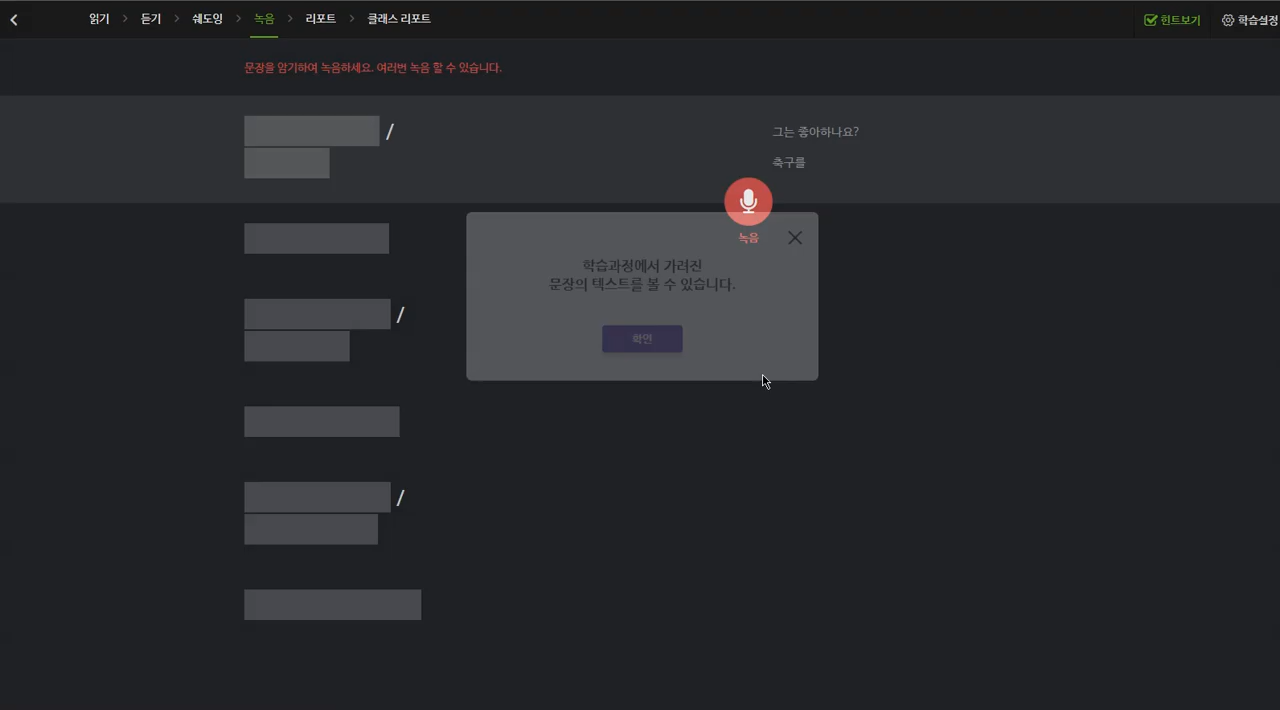 읽기 > 듣기 > 쉐도잉 > 녹음 > 리포트 > 클래스 리포트
힌트보기
학습설정
문장을 암기하여 녹음하세요. 여러번 녹음 할 수 있습니다.
/
그는 좋아하나요?
축구를
녹음
학습과정에서 가려진
문장의 텍스트를 볼 수 있습니다.
확인
/
/